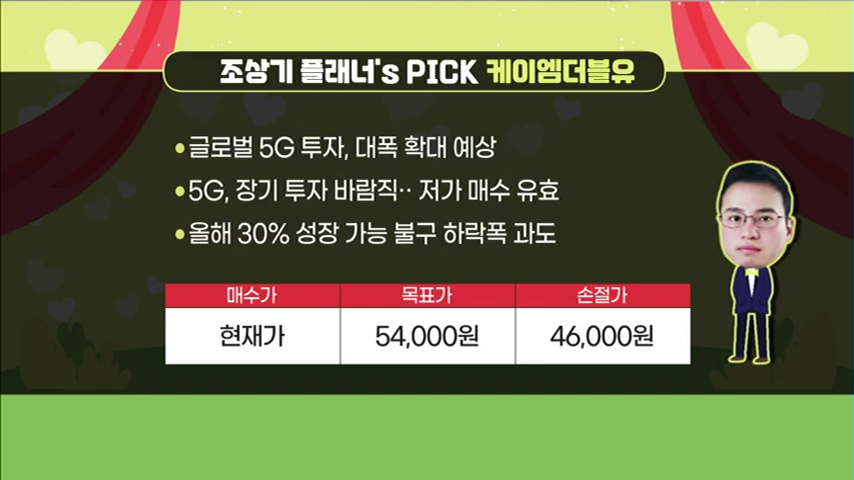 조상기 플래너's PICK 케이엠더블유
•글로벌 5G 투자, 대폭 확대 예상
•5G, 장기 투자 바람직·· 저가 매수 유효
•올해 30% 성장 가능 불구 하락폭 과도
매수가 목표가 손절가
현재가 54,000원 46,000원